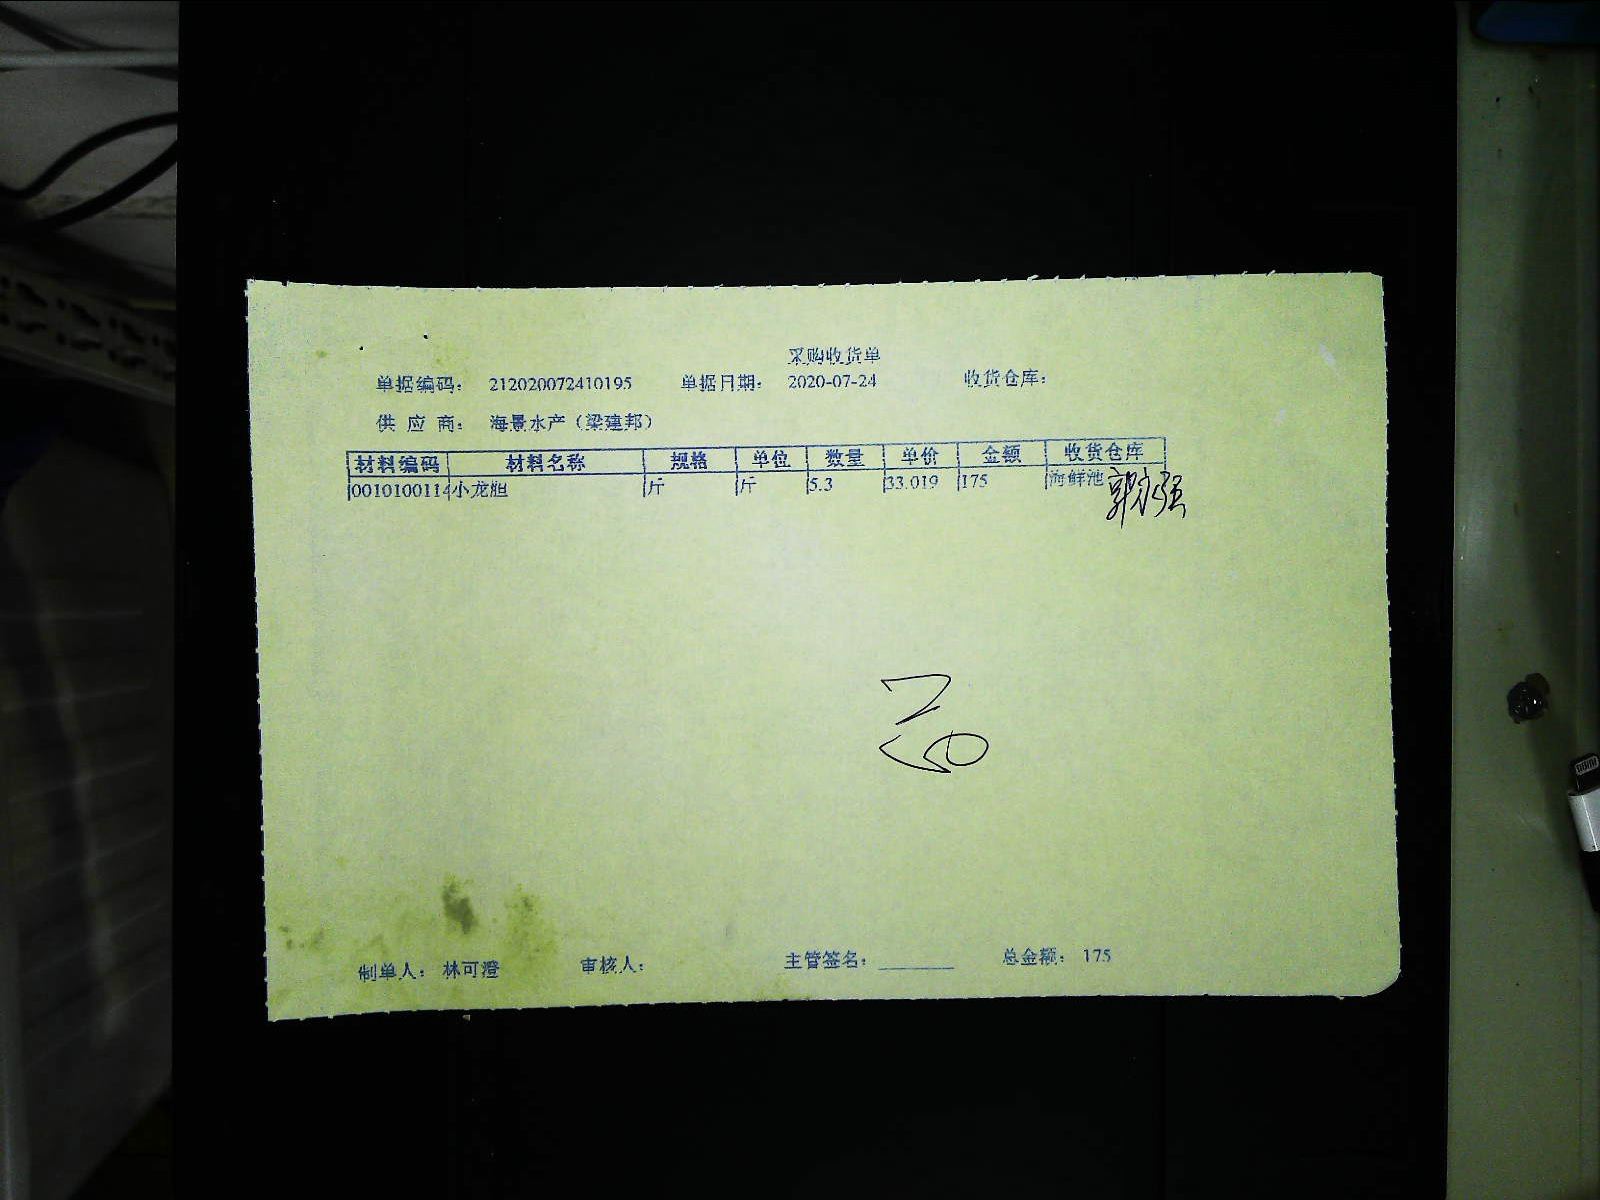 采购收货单
单据编码： 212020072410195 单据日期： 2020-07-24 收货仓库：
供 应 商： 海景水产（梁建邦）
材料编码 材料名称 规格 单位 数量 单价 金额 收货仓库
0010100114 小龙胆 斤 斤 5.3 33.019 175 海鲜池
制单人： 林可澄 审核人： 主管签名：________ 总金额： 175